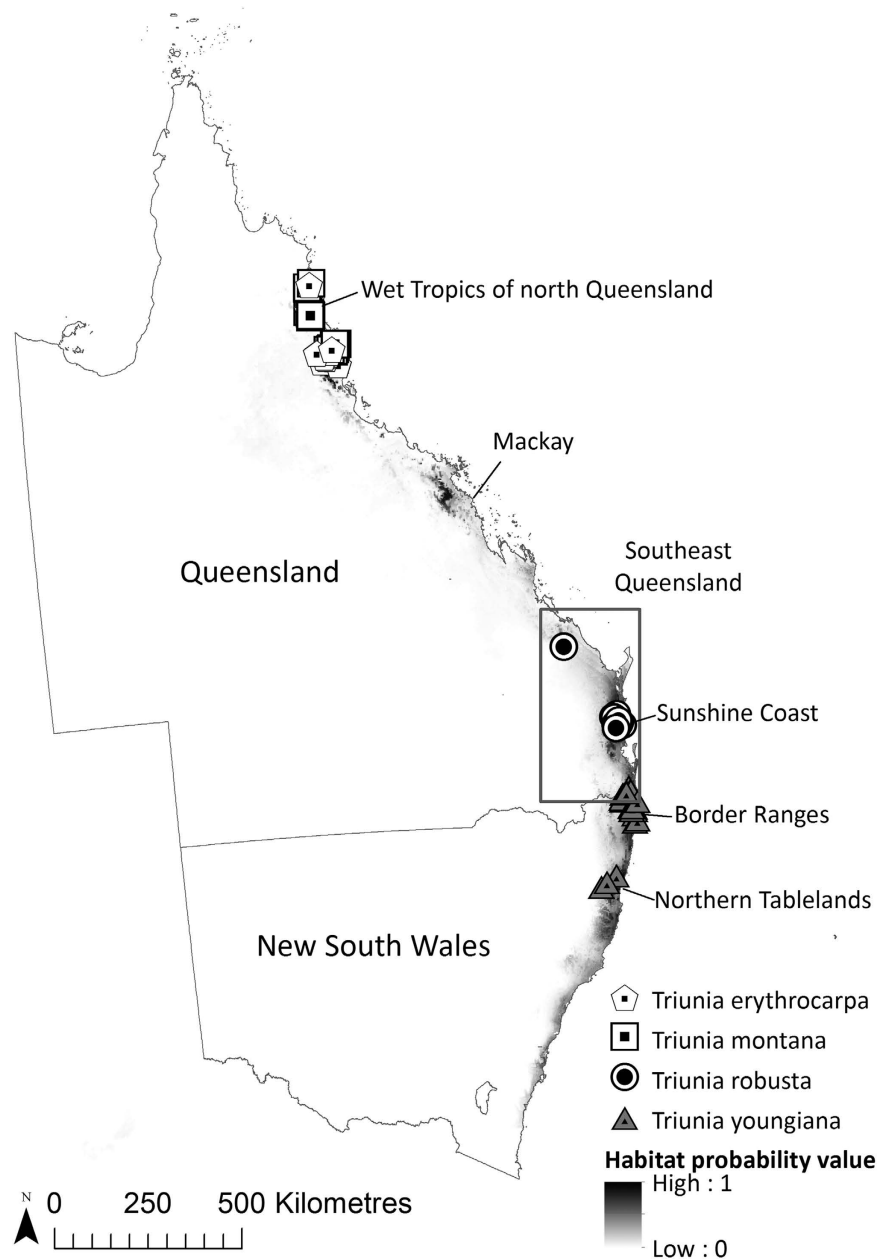 Wet Tropics of north Queensland
Mackay
Southeast
Queensland
Queensland
Sunshine Coast
Border Ranges
Northern Tablelands
New South Wales
Triunia erythrocarpa
Triunia montana
Triunia robusta
Triunia youngiana
Habitat probability value
High : 1
Low : 0
N
0 250 500 Kilometres